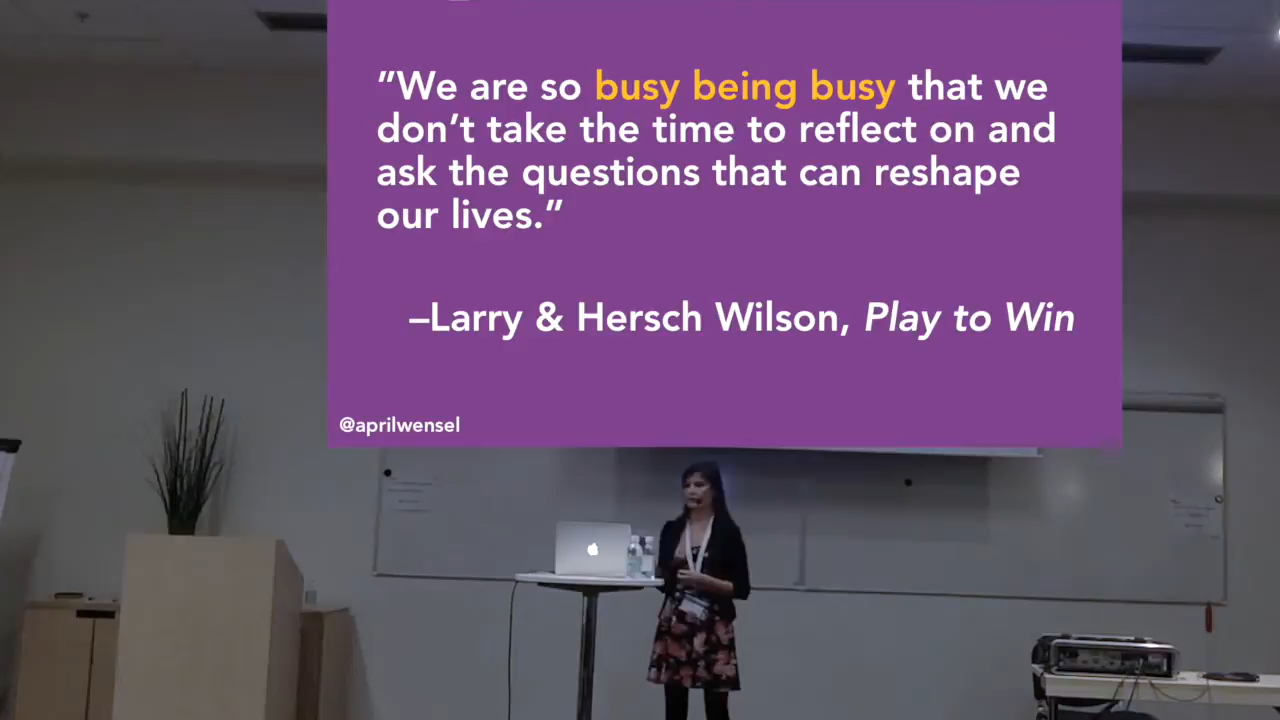 ”We are so busy being busy that we
don’t take the time to reflect on and
ask the questions that can reshape
our lives.”
–Larry & Hersch Wilson, Play to Win
@aprilwensel